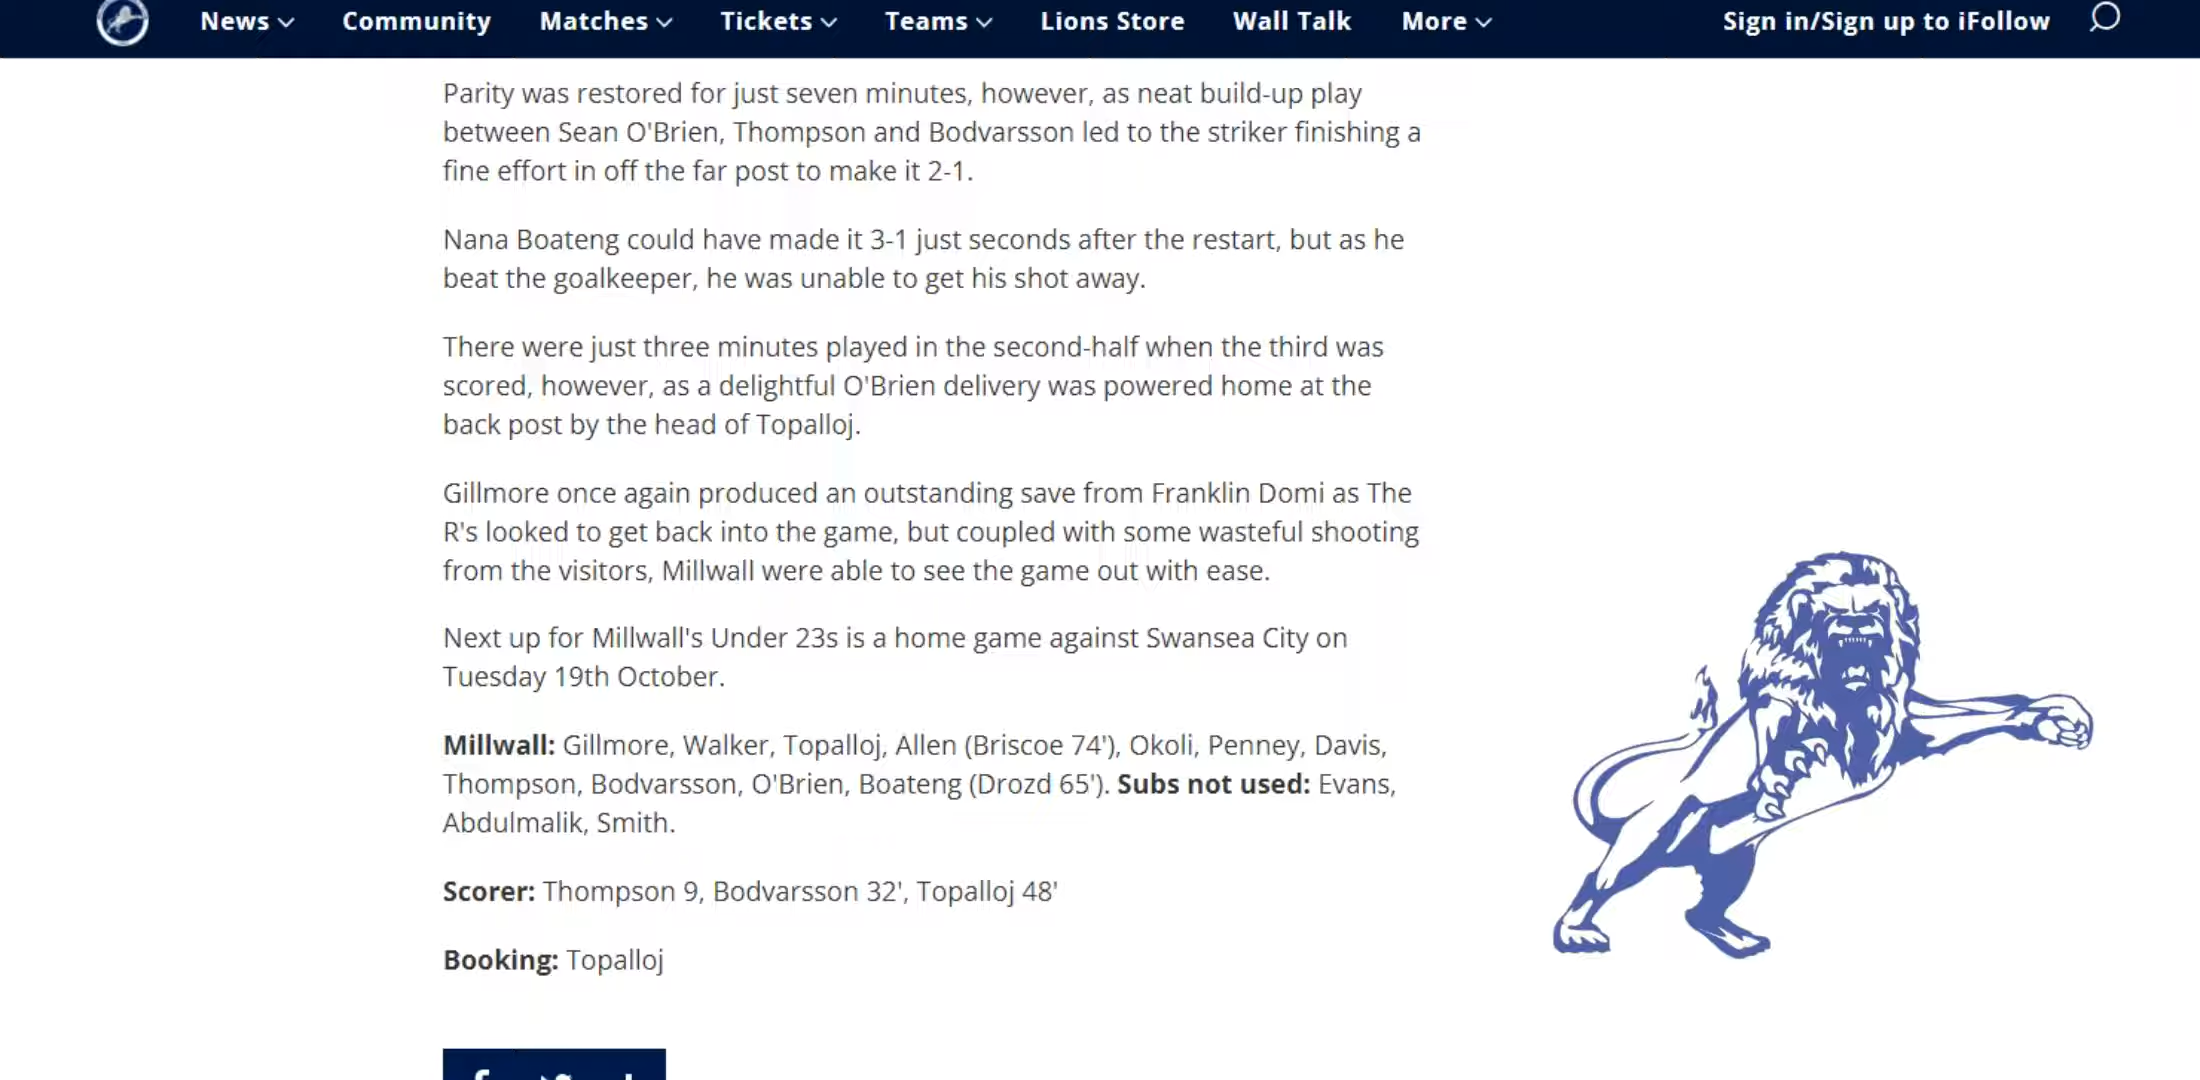 News Community Matches Tickets Teams Lions Store Wall Talk More Sign in/Sign up to iFollow
Parity was restored for just seven minutes, however, as neat build-up play
between Sean O'Brien, Thompson and Bodvarsson led to the striker finishing a
fine effort in off the far post to make it 2-1.
Nana Boateng could have made it 3-1 just seconds after the restart, but as he
beat the goalkeeper, he was unable to get his shot away.
There were just three minutes played in the second-half when the third was
scored, however, as a delightful O'Brien delivery was powered home at the
back post by the head of Topalloj.
Gillmore once again produced an outstanding save from Franklin Domi as The
R's looked to get back into the game, but coupled with some wasteful shooting
from the visitors, Millwall were able to see the game out with ease.
Next up for Millwall's Under 23s is a home game against Swansea City on
Tuesday 19th October.
Millwall: Gillmore, Walker, Topalloj, Allen (Briscoe 74'), Okoli, Penney, Davis,
Thompson, Bodvarsson, O'Brien, Boateng (Drozd 65'). Subs not used: Evans,
Abdulmalik, Smith.
Scorer: Thompson 9, Bodvarsson 32', Topalloj 48'
Booking: Topalloj